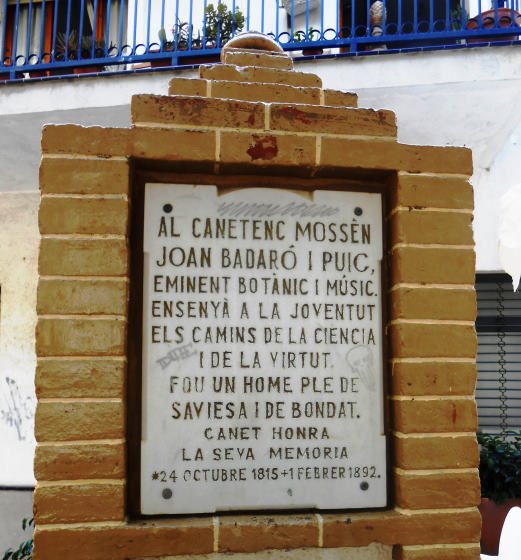 AL CANETENC MOSSÈN
JOAN BADARÓ I PUIG,
EMINENT BOTÀNIC I MÚSIC.
ENSENYÀ A LA JOVENTUT
ELS CAMINS DE LA CIENCIA
I DE LA VIRTUT.
FOU UN HOME PLE DE
SAVIESA I DE BONDAT.
CANET HONRA
LA SEVA MEMORIA
*24 OCTUBRE 1815 + 1 FEBRER 1892.